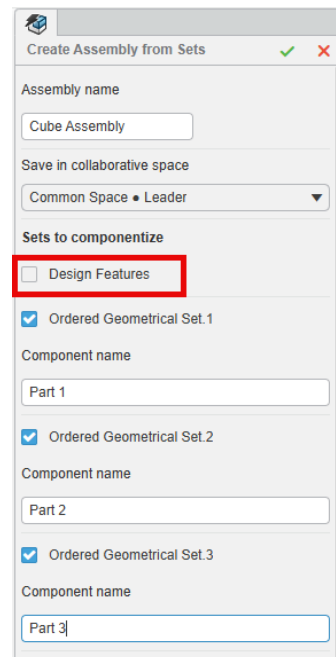 Create Assembly from Sets
Assembly name
Cube Assembly
Save in collaborative space
Common Space ● Leader
Sets to componentize
Design Features
Ordered Geometrical Set.1
Component name
Part 1
Ordered Geometrical Set.2
Component name
Part 2
Ordered Geometrical Set.3
Component name
Part 3